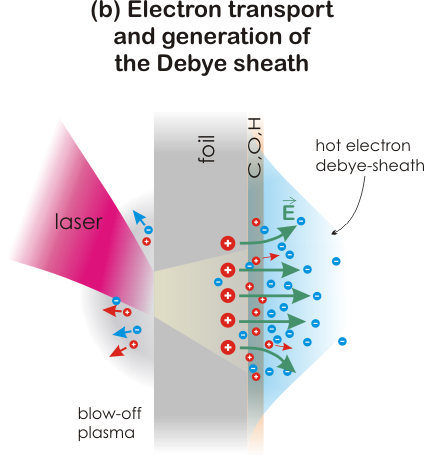 (b) Electron transport
and generation of
the Debye sheath
foil
C,O,H
hot electron
debye-sheath
E
laser
blow-off
plasma